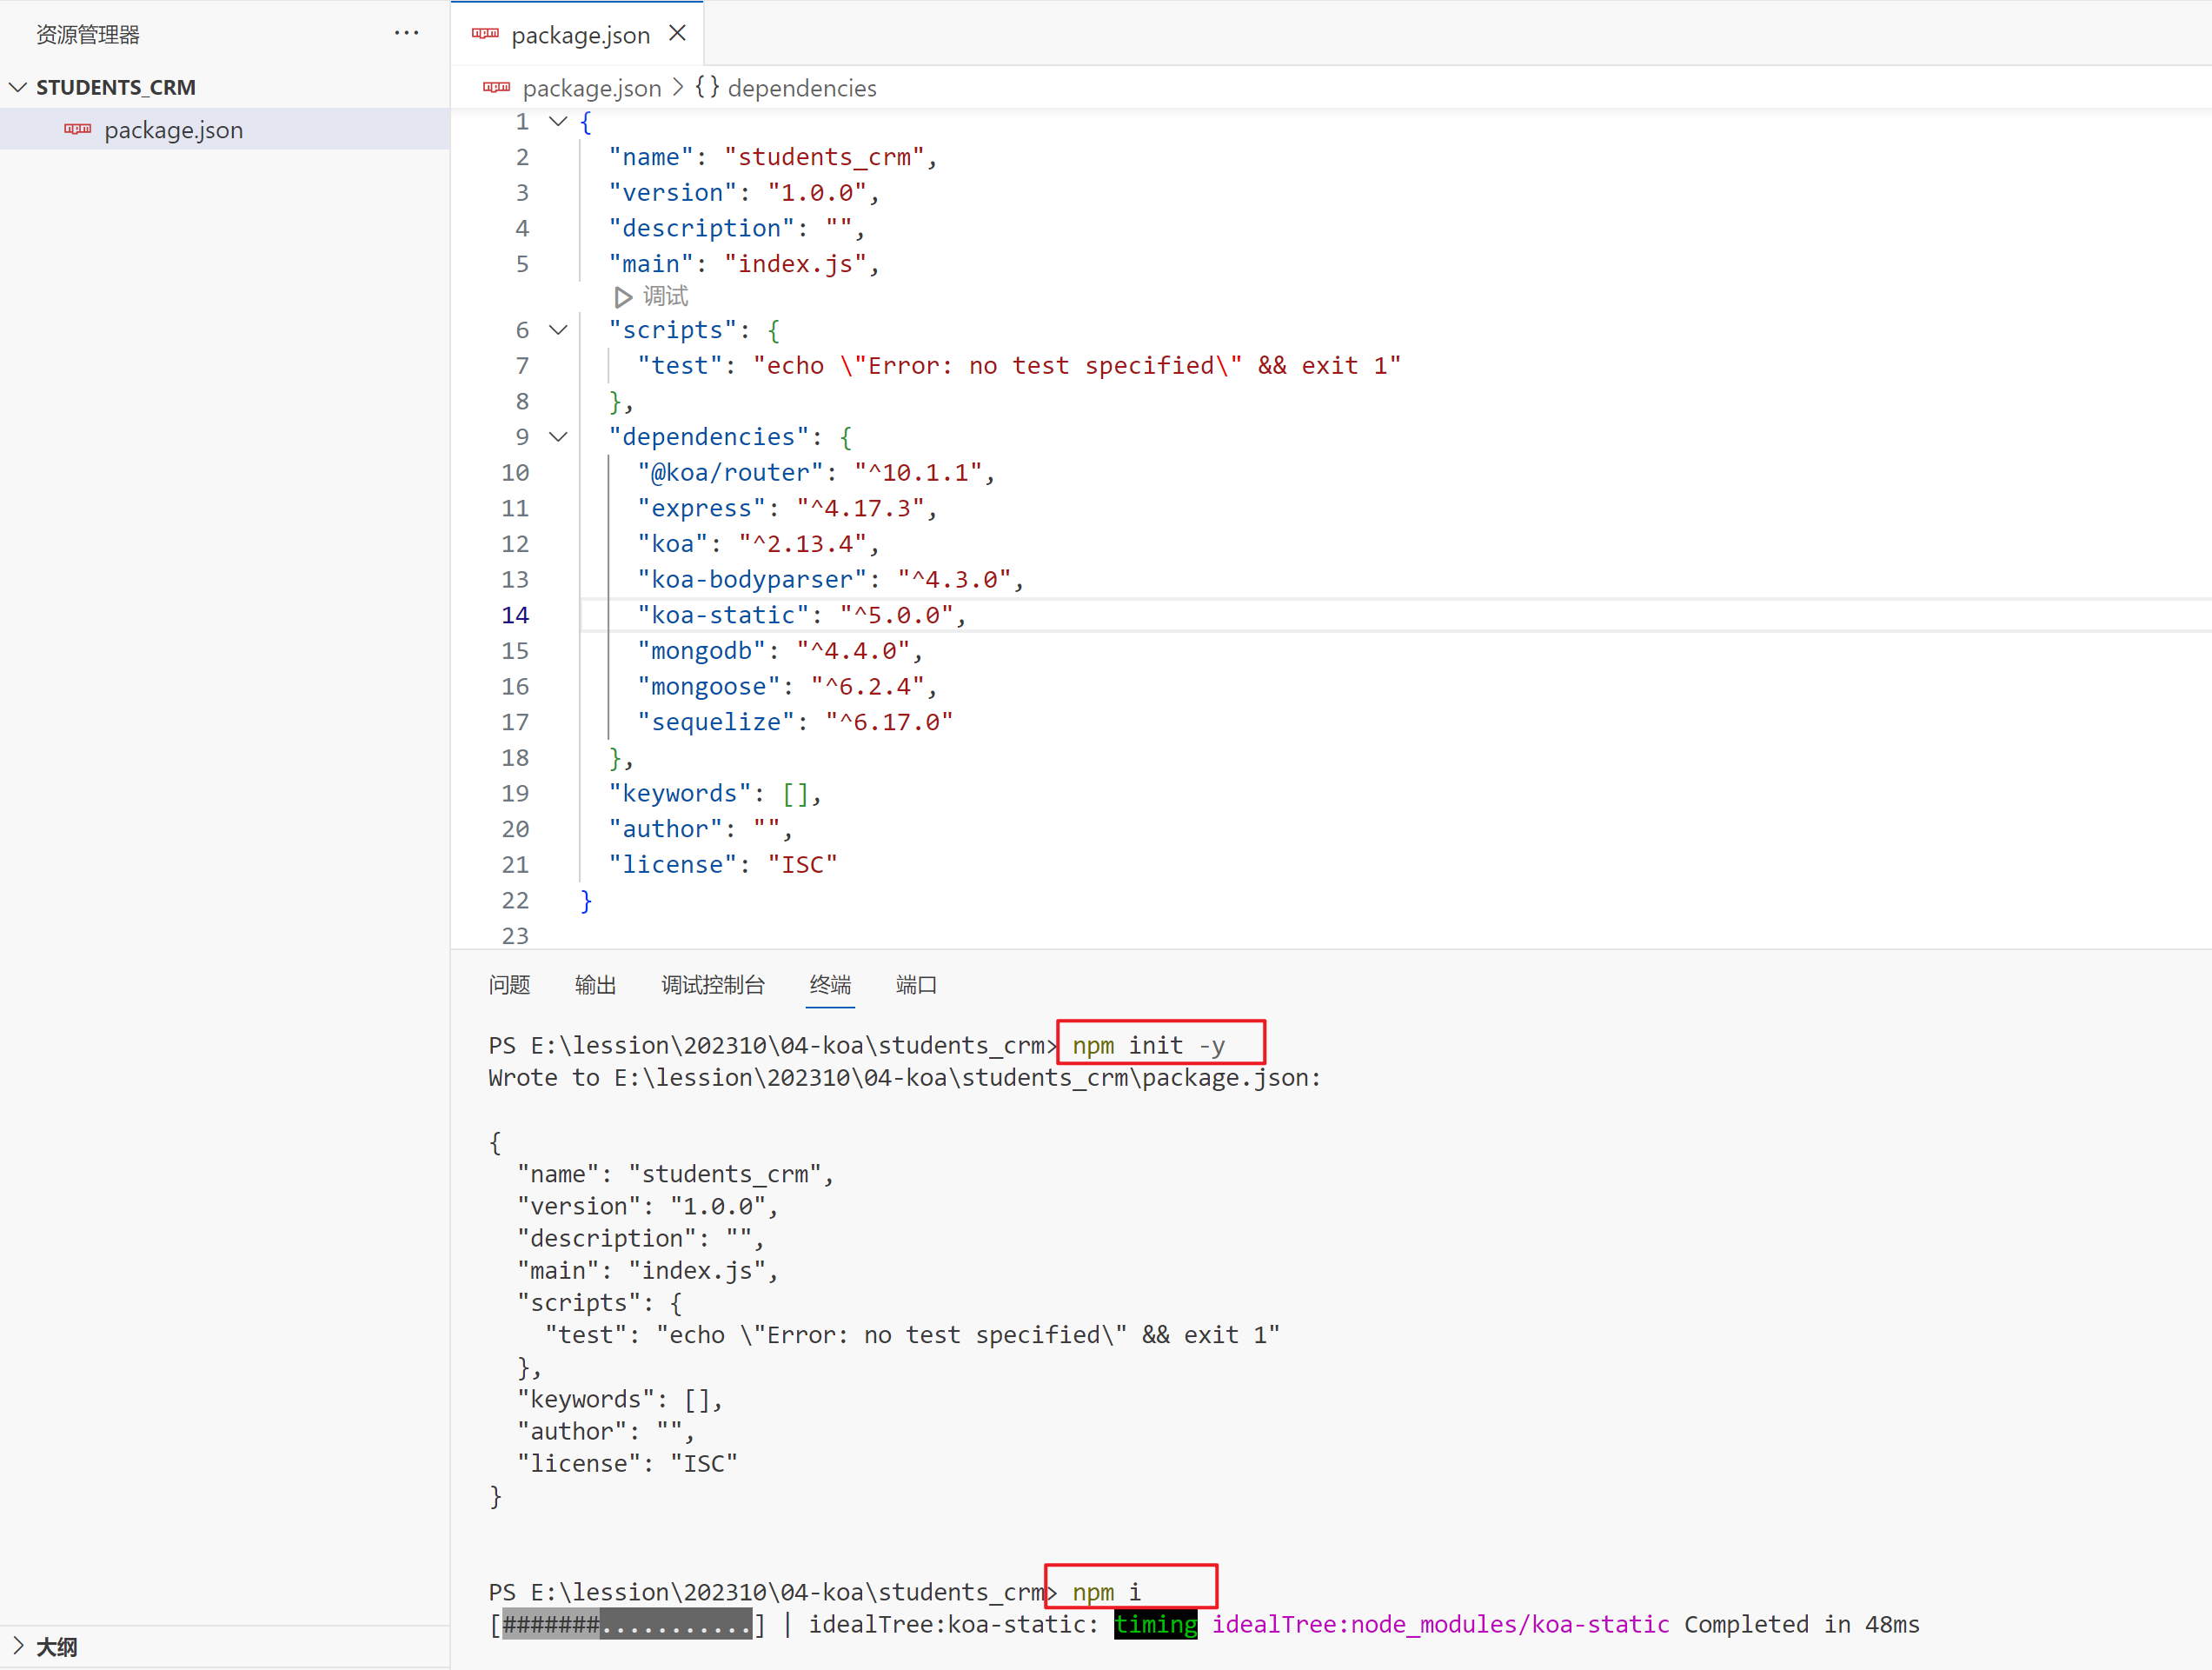 资源管理器
···
STUDENTS_CRM
package.json
大纲
package.json
package.json > {} dependencies
1 {
2 "name": "students_crm",
3 "version": "1.0.0",
4 "description": "",
5 "main": "index.js",
调试
6 "scripts": {
7 "test": "echo \"Error: no test specified\" && exit 1"
8 },
9 "dependencies": {
10 "@koa/router": "^10.1.1",
11 "express": "^4.17.3",
12 "koa": "^2.13.4",
13 "koa-bodyparser": "^4.3.0",
14 "koa-static": "^5.0.0",
15 "mongodb": "^4.4.0",
16 "mongoose": "^6.2.4",
17 "sequelize": "^6.17.0"
18 },
19 "keywords": [],
20 "author": "",
21 "license": "ISC"
22 }
23
问题 输出 调试控制台 终端 端口
PS E:\lession\202310\04-koa\students_crm> npm init -y
Wrote to E:\lession\202310\04-koa\students_crm\package.json:
{
"name": "students_crm",
"version": "1.0.0",
"description": "",
"main": "index.js",
"scripts": {
"test": "echo \"Error: no test specified\" && exit 1"
},
"keywords": [],
"author": "",
"license": "ISC"
}
PS E:\lession\202310\04-koa\students_crm> npm i
[#######...........] | idealTree:koa-static: timing idealTree:node_modules/koa-static Completed in 48ms